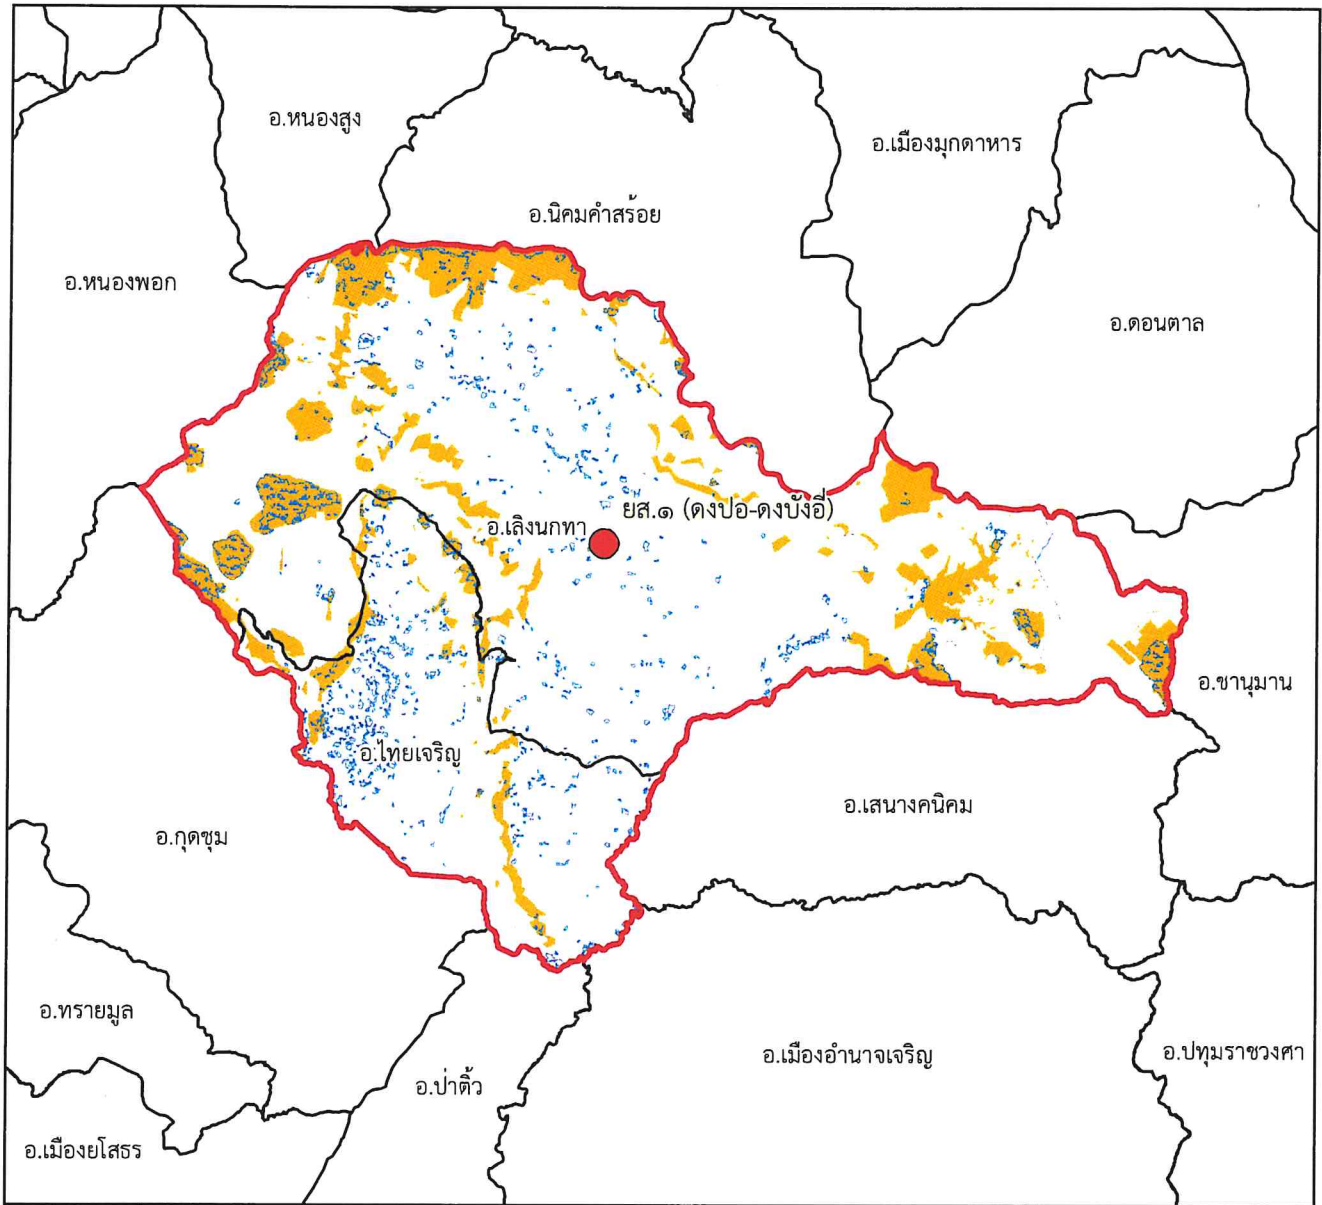 อ.หนองสูง
อ.เมืองมุกดาหาร
อ.นิคมคำสร้อย
อ.หนองพอก
อ.ดอนตาล
ยส.๑ (ดงปอ-ดงบังอี่)
อ.เลิงนกทา
อ.ชานุมาน
อ.ไทยเจริญ
อ.เสนางคนิคม
อ.กุดชุม
อ.ทรายมูล
อ.เมืองอำนาจเจริญ
อ.ปทุมราชวงศา
อ.ป่าติ้ว
อ.เมืองยโสธร